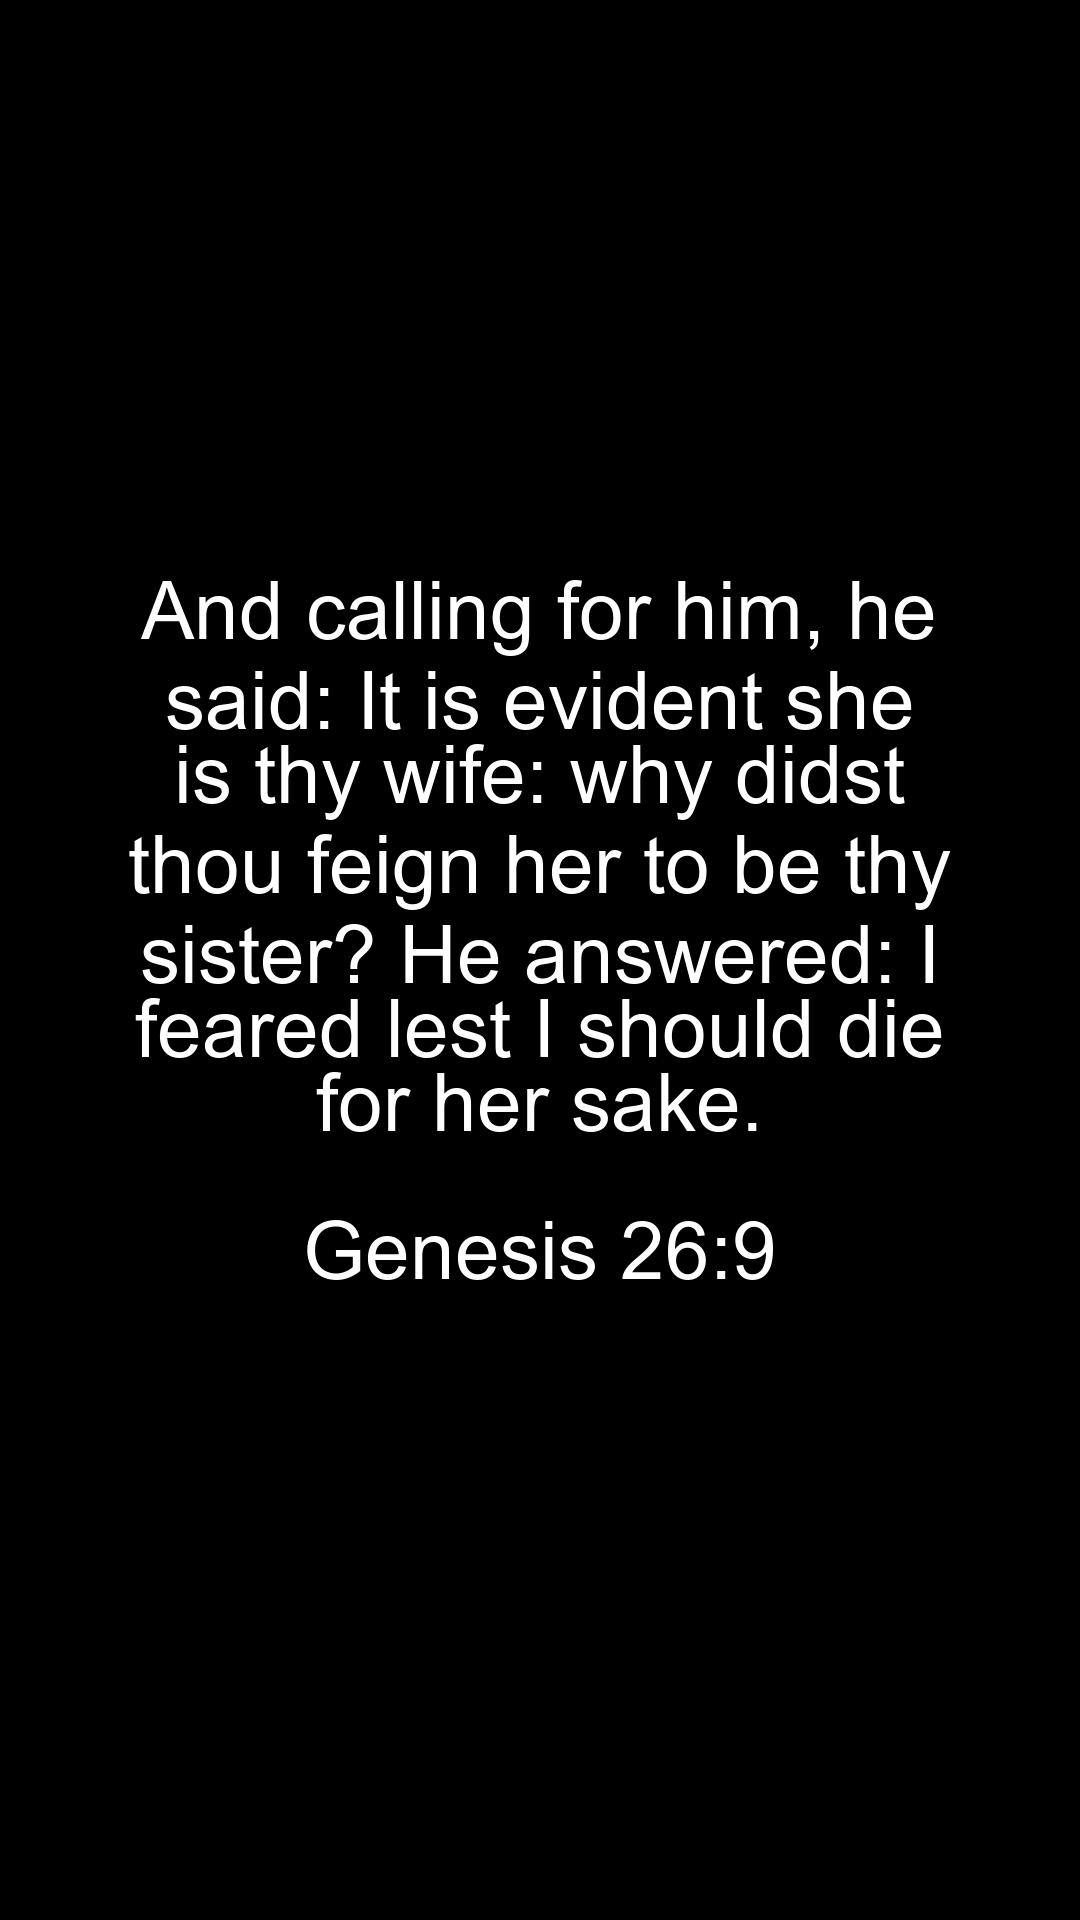 And calling for him, he
said: It is evident she
is thy wife: why didst
thou feign her to be thy
sister? He answered: I
feared lest I should die
for her sake.
Genesis 26:9